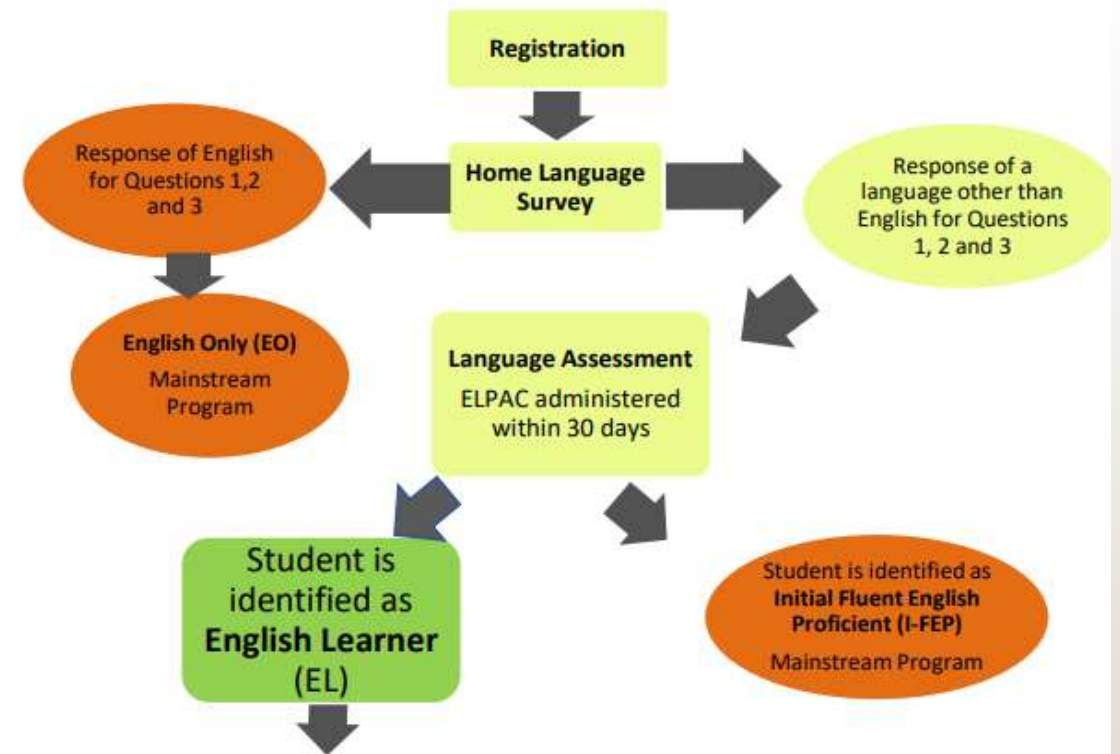 Registration
Home Language
Survey
Response of English
for Questions 1,2
and 3
Response of a
language other than
English for Questions
1, 2 and 3
English Only (EO)
Mainstream
Program
Language Assessment
ELPAC administered
within 30 days
Student is
identified as
English Learner
(EL)
Student is identified as
Initial Fluent English
Proficient (I-FEP)
Mainstream Program